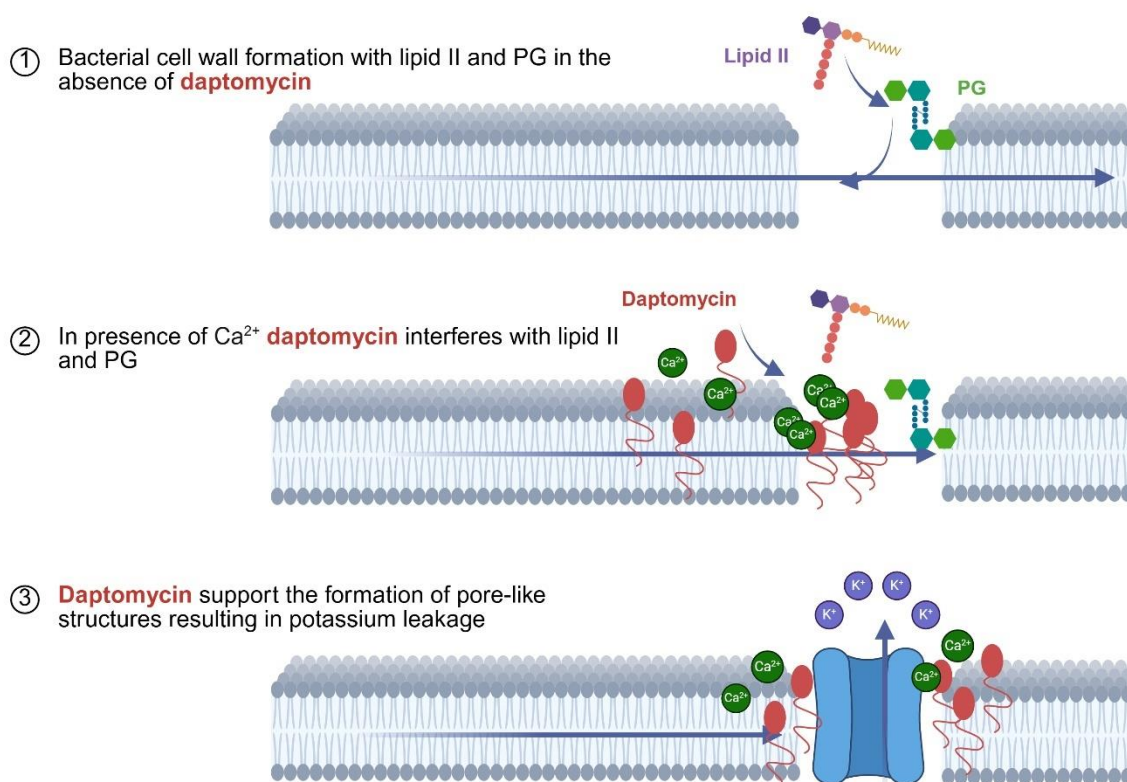 ① Bacterial cell wall formation with lipid II and PG in the
absence of daptomycin
Lipid II
PG
② In presence of Ca²⁺ daptomycin interferes with lipid II
and PG
Daptomycin
Ca²⁺
Ca²⁺
Ca²⁺
Ca²⁺
Ca²⁺
Ca²⁺
③ Daptomycin support the formation of pore-like
structures resulting in potassium leakage
K⁺
K⁺
K⁺
K⁺
Ca²⁺
Ca²⁺
Ca²⁺
Ca²⁺